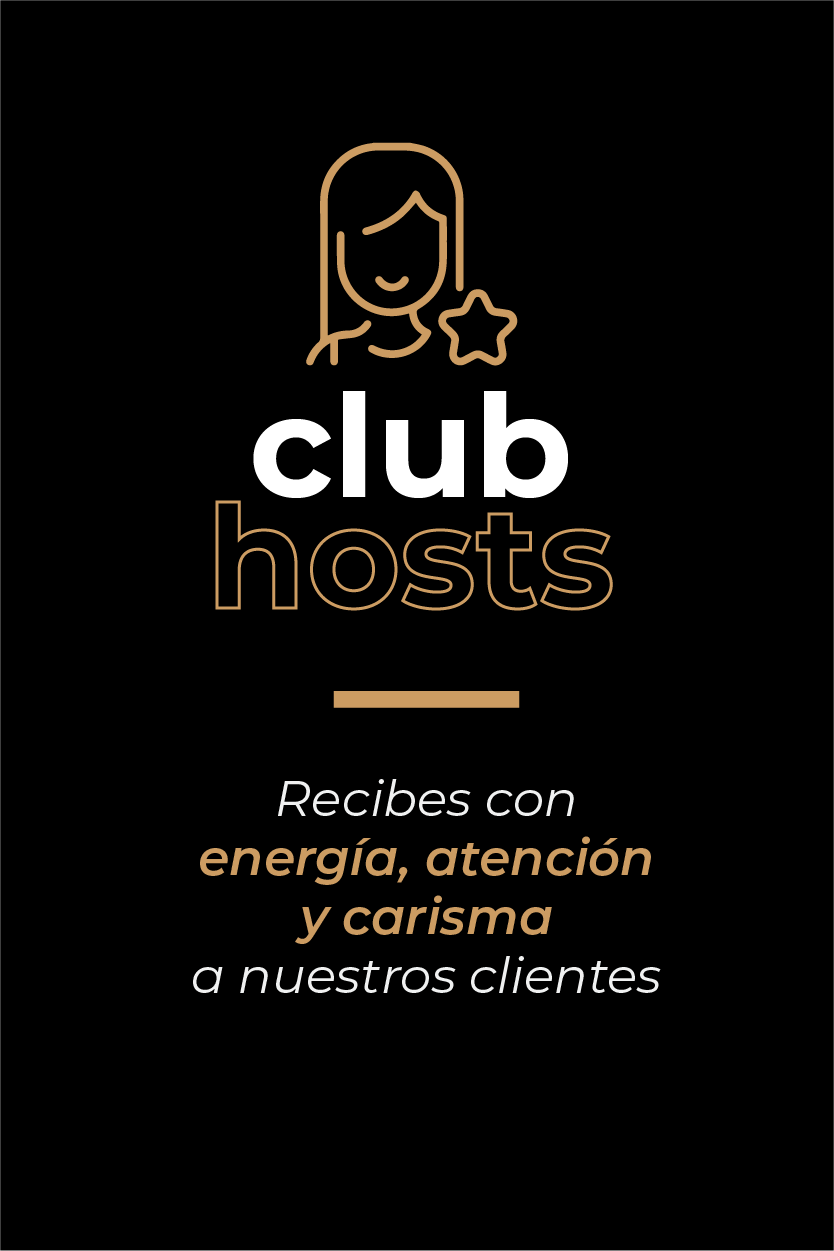 club
hosts
Recibes con
energía, atención
y carisma
a nuestros clientes